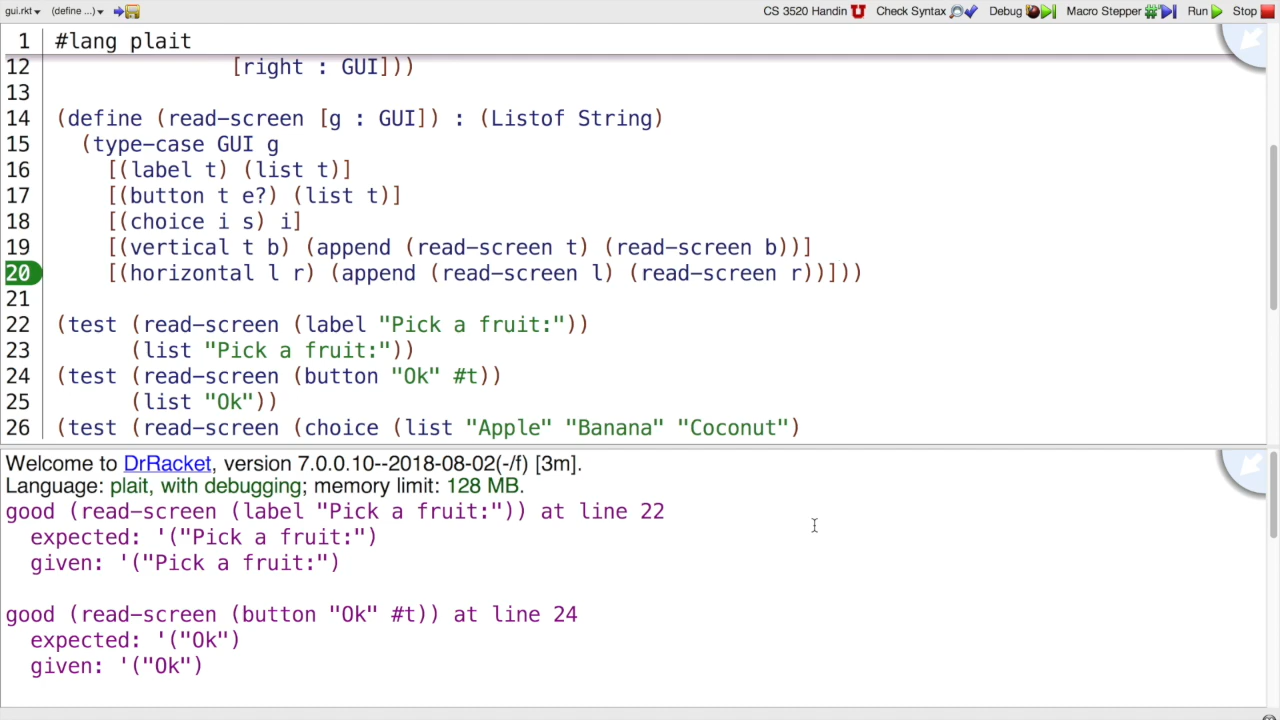 gui.rkt (define ...) CS 3520 Handin Check Syntax Debug Macro Stepper Run Stop
1 #lang plait
12 [right : GUI]))
13
14 (define (read-screen [g : GUI]) : (Listof String)
15 (type-case GUI g
16 [(label t) (list t)]
17 [(button t e?) (list t)]
18 [(choice i s) i]
19 [(vertical t b) (append (read-screen t) (read-screen b))]
20 [(horizontal l r) (append (read-screen l) (read-screen r))]))
21
22 (test (read-screen (label "Pick a fruit:"))
23 (list "Pick a fruit:"))
24 (test (read-screen (button "Ok" #t))
25 (list "Ok"))
26 (test (read-screen (choice (list "Apple" "Banana" "Coconut")
Welcome to DrRacket, version 7.0.0.10--2018-08-02(-/f) [3m].
Language: plait, with debugging; memory limit: 128 MB.
good (read-screen (label "Pick a fruit:")) at line 22
expected: '("Pick a fruit:")
given: '("Pick a fruit:")
good (read-screen (button "Ok" #t)) at line 24
expected: '("Ok")
given: '("Ok")